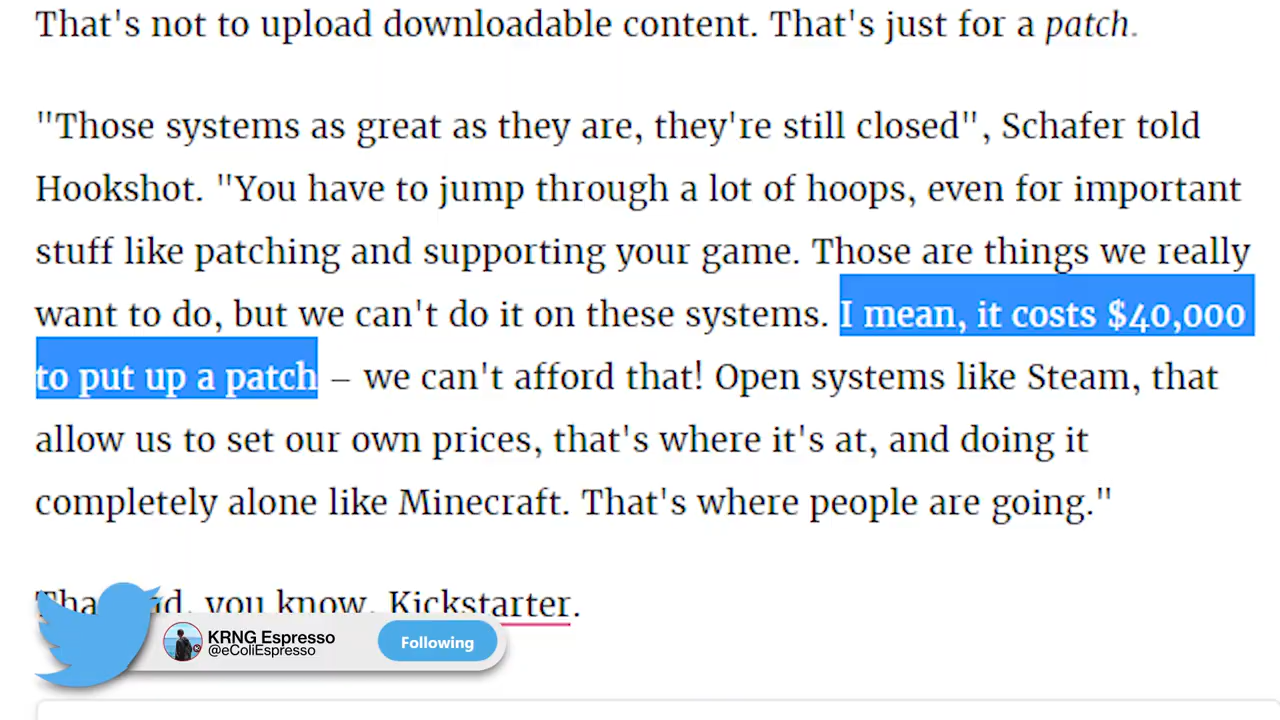 That's not to upload downloadable content. That's just for a patch.
"Those systems as great as they are, they're still closed", Schafer told
Hookshot. "You have to jump through a lot of hoops, even for important
stuff like patching and supporting your game. Those are things we really
want to do, but we can't do it on these systems. I mean, it costs $40,000
to put up a patch – we can't afford that! Open systems like Steam, that
allow us to set our own prices, that's where it's at, and doing it
completely alone like Minecraft. That's where people are going."
you know, Kickstarter.
KRNG Espresso
@eColiEspresso
Following